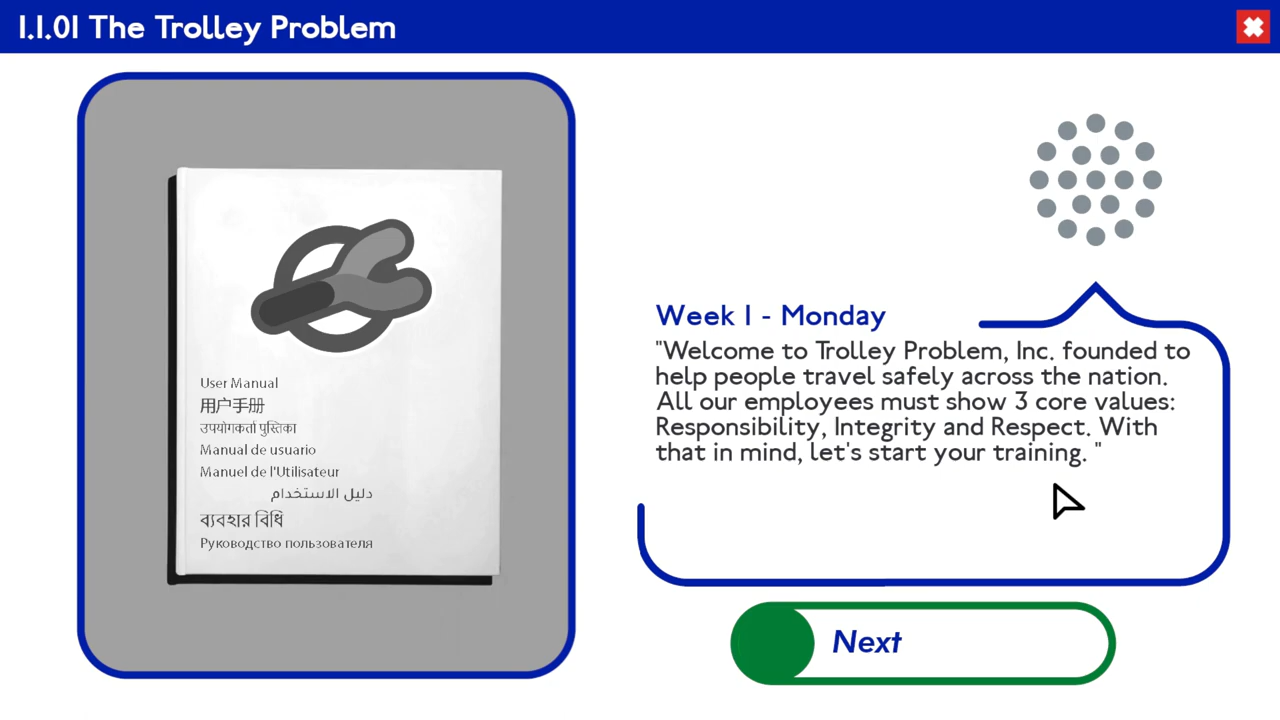 1.1.01 The Trolley Problem
User Manual
用户手册
उपयोगकर्ता पुस्तिका
Manual de usuario
Manuel de l'Utilisateur
دليل الاستخدام
ব্যবহার বিধি
Руководство пользователя
Week 1 - Monday
"Welcome to Trolley Problem, Inc. founded to
help people travel safely across the nation.
All our employees must show 3 core values:
Responsibility, Integrity and Respect. With
that in mind, let's start your training. "
Next